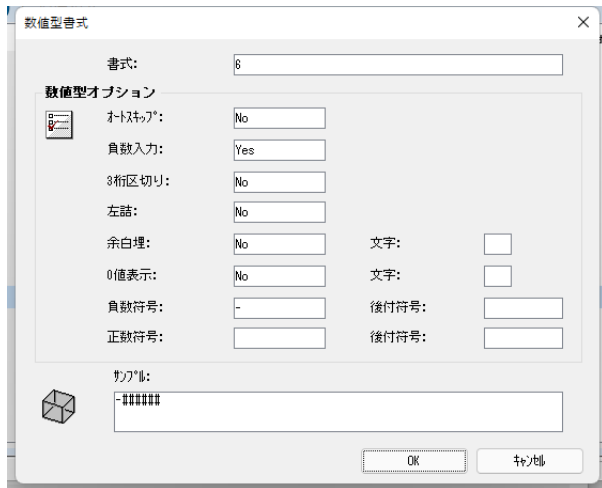 数値型書式
書式: 6
数値型オプション
ｵｰﾄｽｷｯﾌﾟ: No
負数入力: Yes
3桁区切り: No
左詰: No
余白埋: No 文字:
0値表示: No 文字:
負数符号: - 後付符号:
正数符号: 後付符号:
ｻﾝﾌﾟﾙ:
-######
OK ｷｬﾝｾﾙ